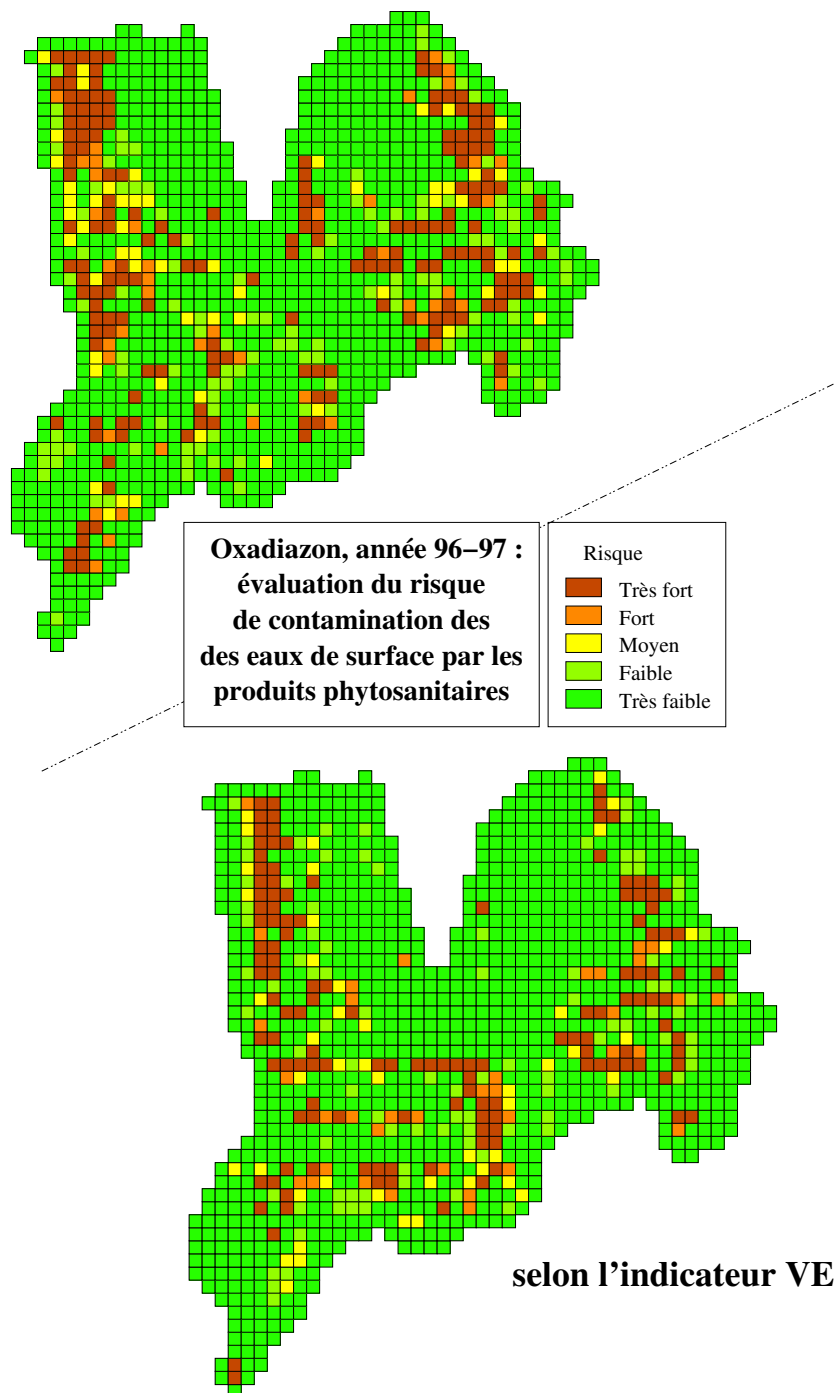 Oxadiazon, année 96−97 :
évaluation du risque
de contamination des
des eaux de surface par les
produits phytosanitaires
Risque
Très fort
Fort
Moyen
Faible
Très faible
selon l'indicateur VE